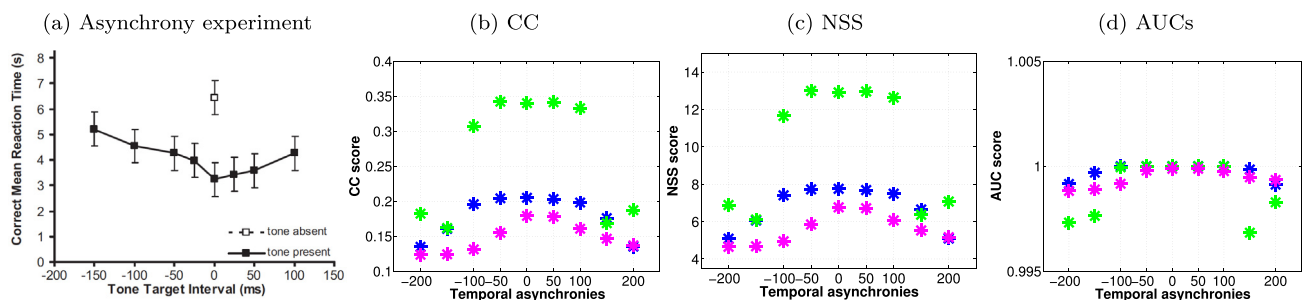 (a) Asynchrony experiment
(b) CC
(c) NSS
(d) AUCs
Correct Mean Reaction Time (s)
8
7
6
5
4
3
2
1
0
-200 -150 -100 -50 0 50 100 150
Tone Target Interval (ms)
tone absent
tone present
CC score
0.4
0.35
0.3
0.25
0.2
0.15
0.1
−200 −100 −50 0 50 100 200
Temporal asynchronies
NSS score
14
12
10
8
6
4
−200 −100 −50 0 50 100 200
Temporal asynchronies
AUC score
1.005
1
0.995
−200 −100 −50 0 50 100 200
Temporal asynchronies